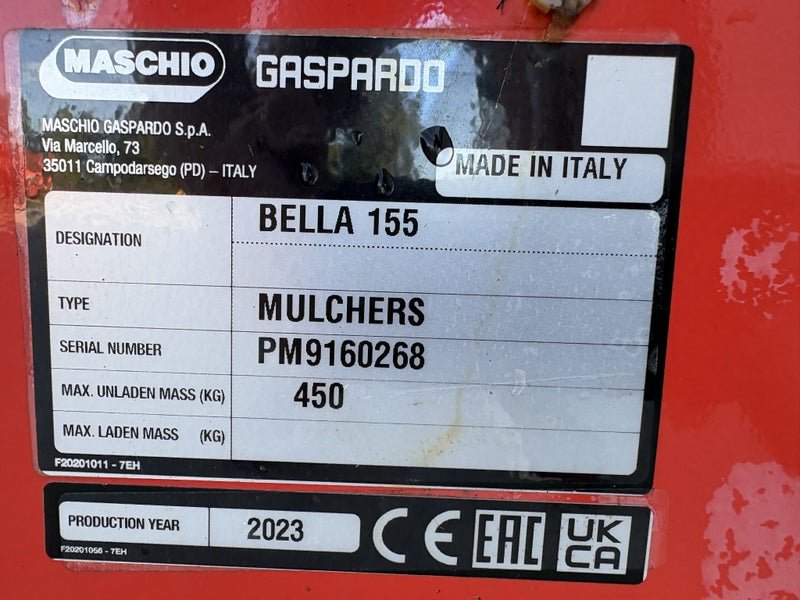 MASCHIO GASPARDO
MASCHIO GASPARDO S.p.A.
Via Marcello, 73
35011 Campodarsego (PD) – ITALY
MADE IN ITALY
DESIGNATION BELLA 155
TYPE MULCHERS
SERIAL NUMBER PM9160268
MAX. UNLADEN MASS (KG) 450
MAX. LADEN MASS (KG)
F20201011 - 7EH
PRODUCTION YEAR 2023
F20201056 - 7EH
CE EAC UK
CA